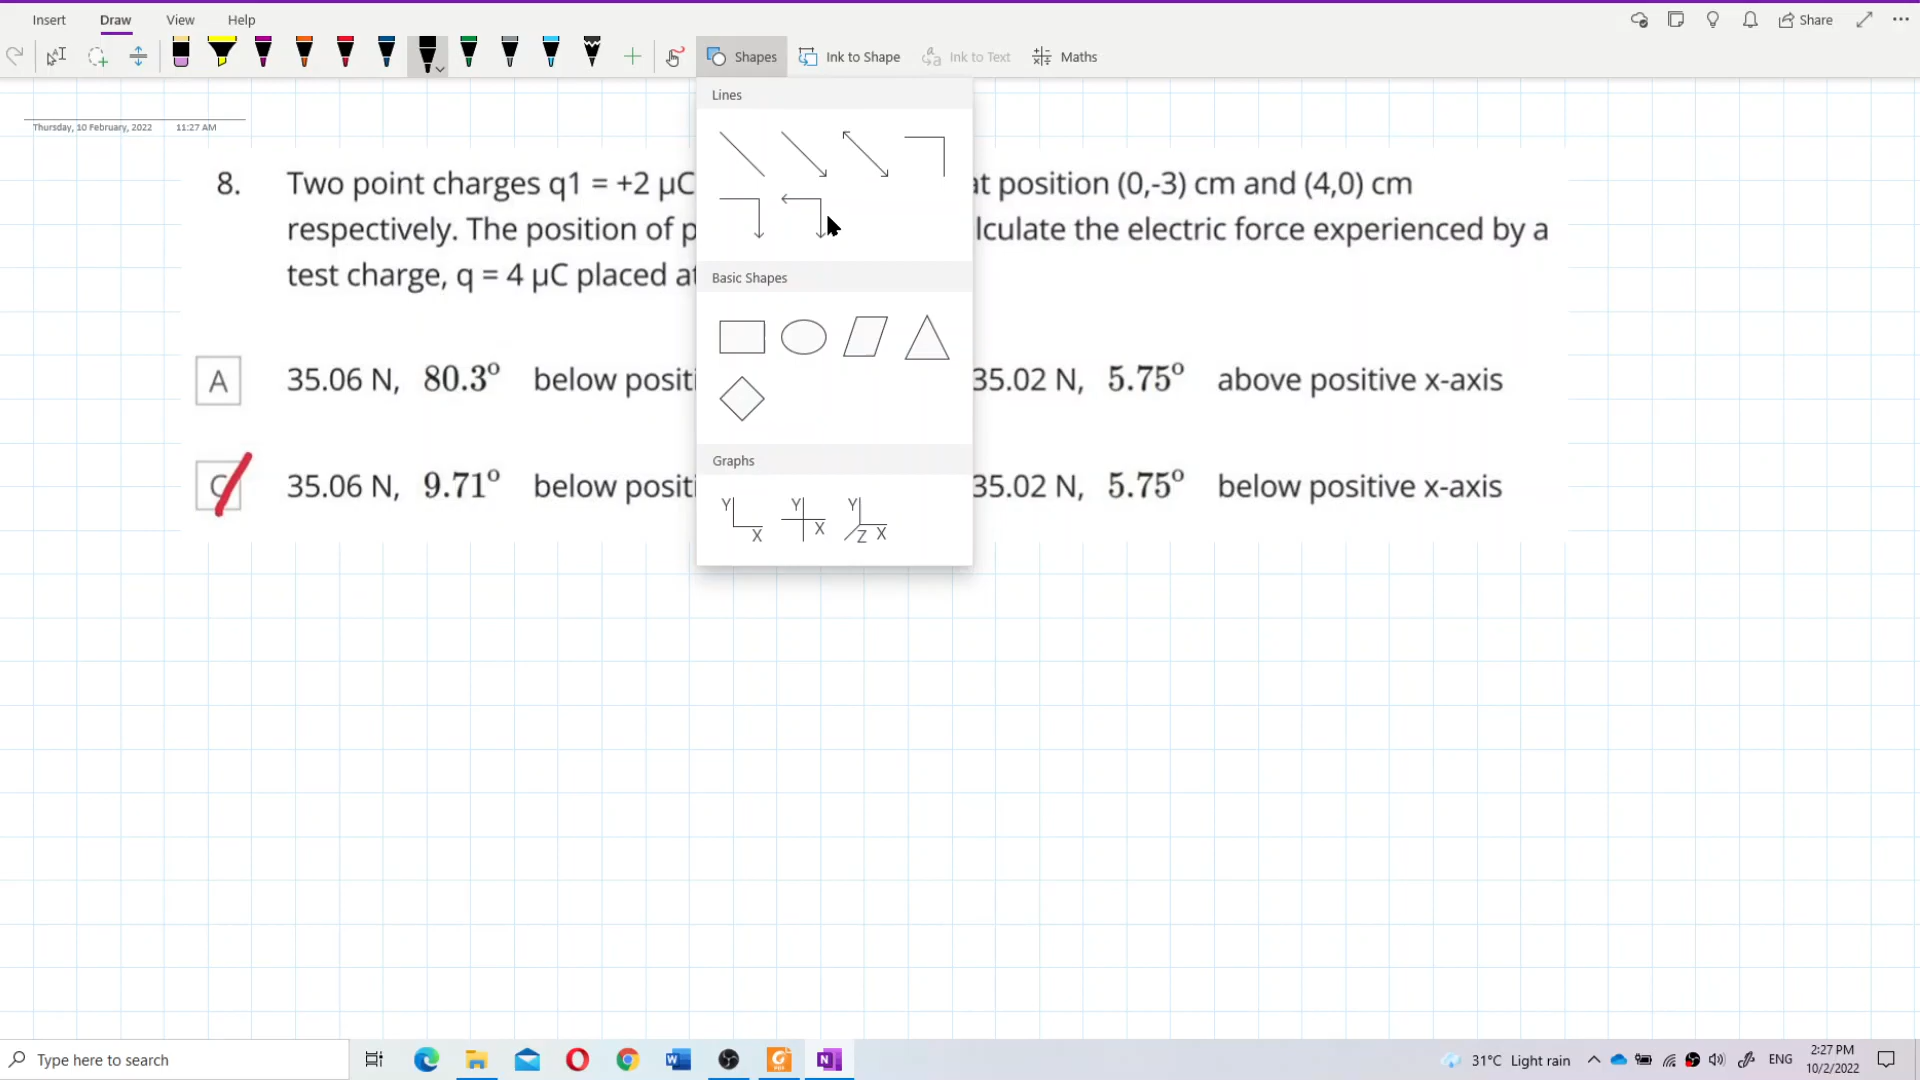 Insert Draw View Help
Share
Shapes Ink to Shape Ink to Text Maths
Lines
Thursday, 10 February, 2022 11:27 AM
8. Two point charges q1 = +2 μC at position (0,-3) cm and (4,0) cm
respectively. The position of p lculate the electric force experienced by a
test charge, q = 4 μC placed at
Basic Shapes
A 35.06 N, 80.3º below positi 35.02 N, 5.75º above positive x-axis
Graphs
C 35.06 N, 9.71º below positi 35.02 N, 5.75º below positive x-axis
Y X Y X Y Z X
Type here to search
31°C Light rain
ENG
2:27 PM
10/2/2022